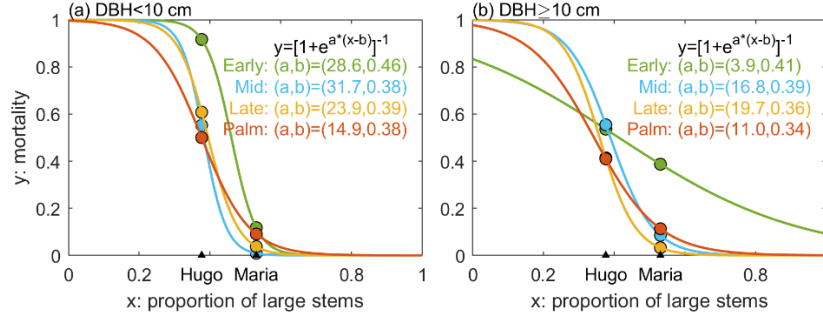 (a) DBH<10 cm
y=[1+e^{a*(x-b)}]^{-1}
Early: (a,b)=(28.6,0.46)
Mid: (a,b)=(31.7,0.38)
Late: (a,b)=(23.9,0.39)
Palm: (a,b)=(14.9,0.38)
y: mortality
1
0.8
0.6
0.4
0.2
0
0 0.2 0.8 1
Hugo Maria
x: proportion of large stems
(b) DBH≥10 cm
y=[1+e^{a*(x-b)}]^{-1}
Early: (a,b)=(3.9,0.41)
Mid: (a,b)=(16.8,0.39)
Late: (a,b)=(19.7,0.36)
Palm: (a,b)=(11.0,0.34)
1
0.8
0.6
0.4
0.2
0
0 0.2 0.8
Hugo Maria
x: proportion of large stems